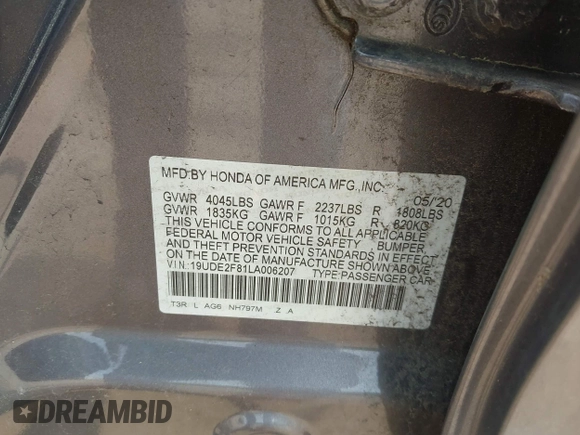 MFD.BY HONDA OF AMERICA MFG.,INC. 05/20
GVWR 4045LBS GAWR F 2237LBS R 1808LBS
GVWR 1835KG GAWR F 1015KG R 820KG
THIS VEHICLE CONFORMS TO ALL APPLICABLE
FEDERAL MOTOR VEHICLE SAFETY BUMPER
AND THEFT PREVENTION STANDARDS IN EFFECT
ON THE DATE OF MANUFACTURE SHOWN ABOVE.
VIN:19UDE2F81LA006207 TYPE:PASSENGER CAR
T3R L AG6 NH797M Z A
DREAMBID